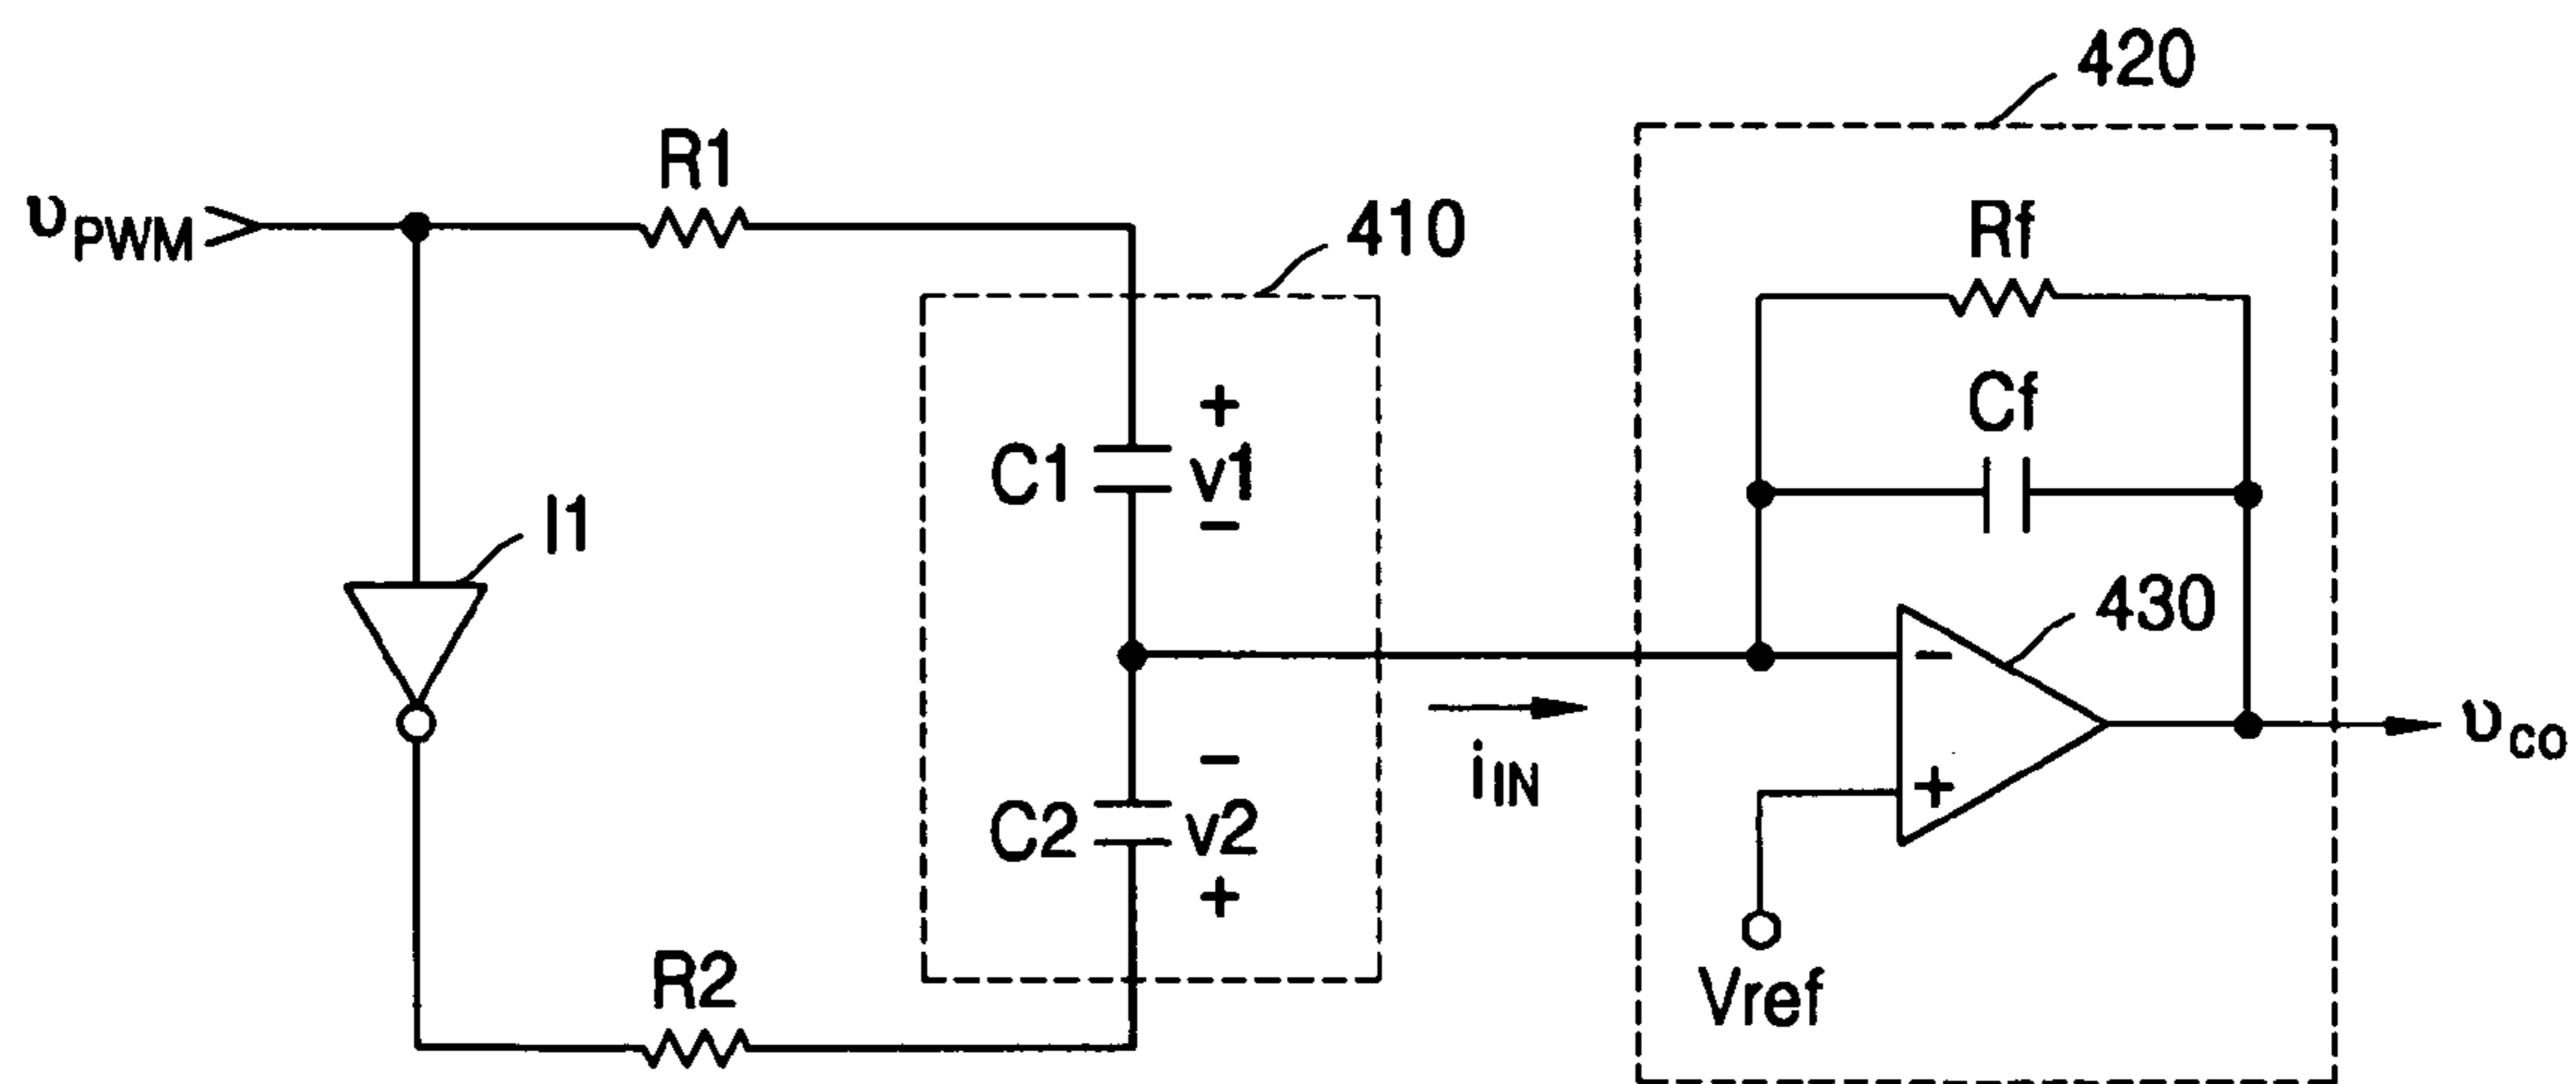 420
R1
υPWM
410
Rf
+
Cf
C1
v1
I1
−
430
−
iIN
−
υco
C2
v2
+
+
R2
Vref